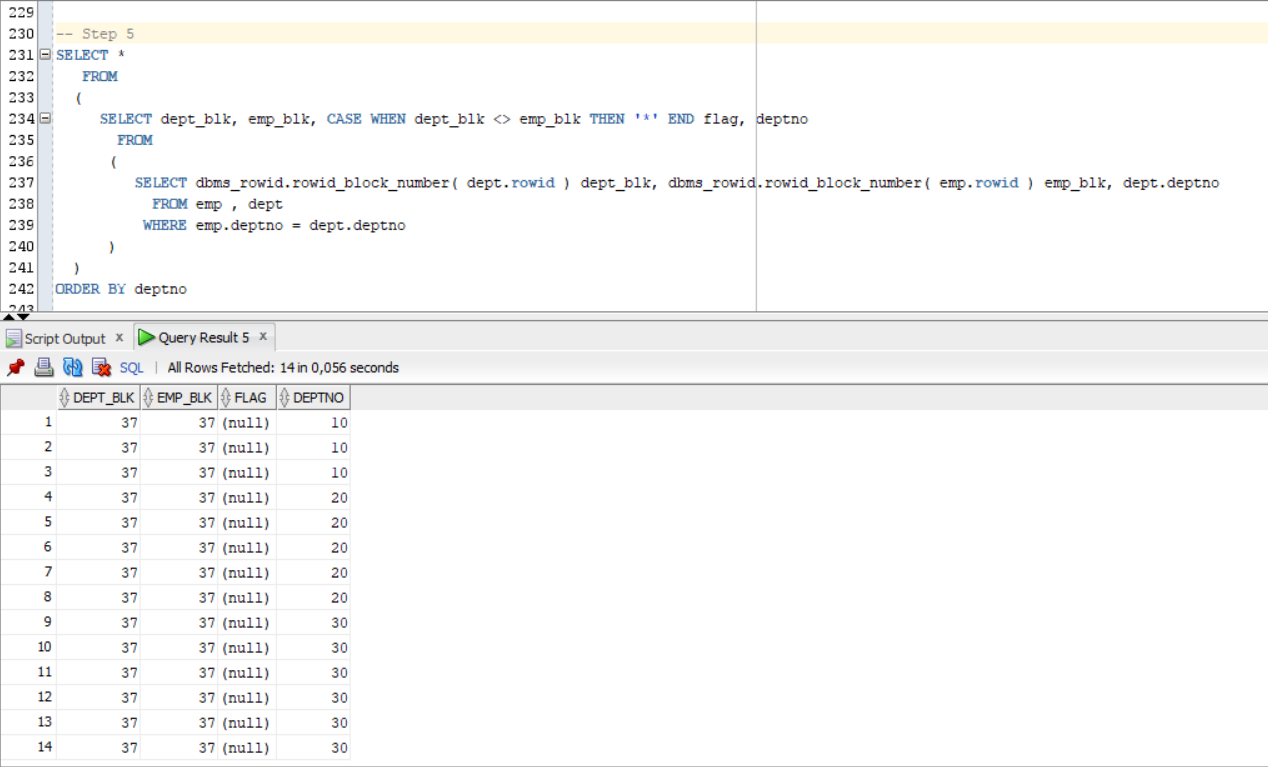 229
230 -- Step 5
231 SELECT *
232 FROM
233 (
234 SELECT dept_blk, emp_blk, CASE WHEN dept_blk <> emp_blk THEN '*' END flag, deptno
235 FROM
236 (
237 SELECT dbms_rowid.rowid_block_number( dept.rowid ) dept_blk, dbms_rowid.rowid_block_number( emp.rowid ) emp_blk, dept.deptno
238 FROM emp , dept
239 WHERE emp.deptno = dept.deptno
240 )
241 )
242 ORDER BY deptno
243
Script Output x Query Result 5 x
SQL | All Rows Fetched: 14 in 0,056 seconds
DEPT_BLK EMP_BLK FLAG DEPTNO
1 37 37 (null) 10
2 37 37 (null) 10
3 37 37 (null) 10
4 37 37 (null) 20
5 37 37 (null) 20
6 37 37 (null) 20
7 37 37 (null) 20
8 37 37 (null) 20
9 37 37 (null) 30
10 37 37 (null) 30
11 37 37 (null) 30
12 37 37 (null) 30
13 37 37 (null) 30
14 37 37 (null) 30